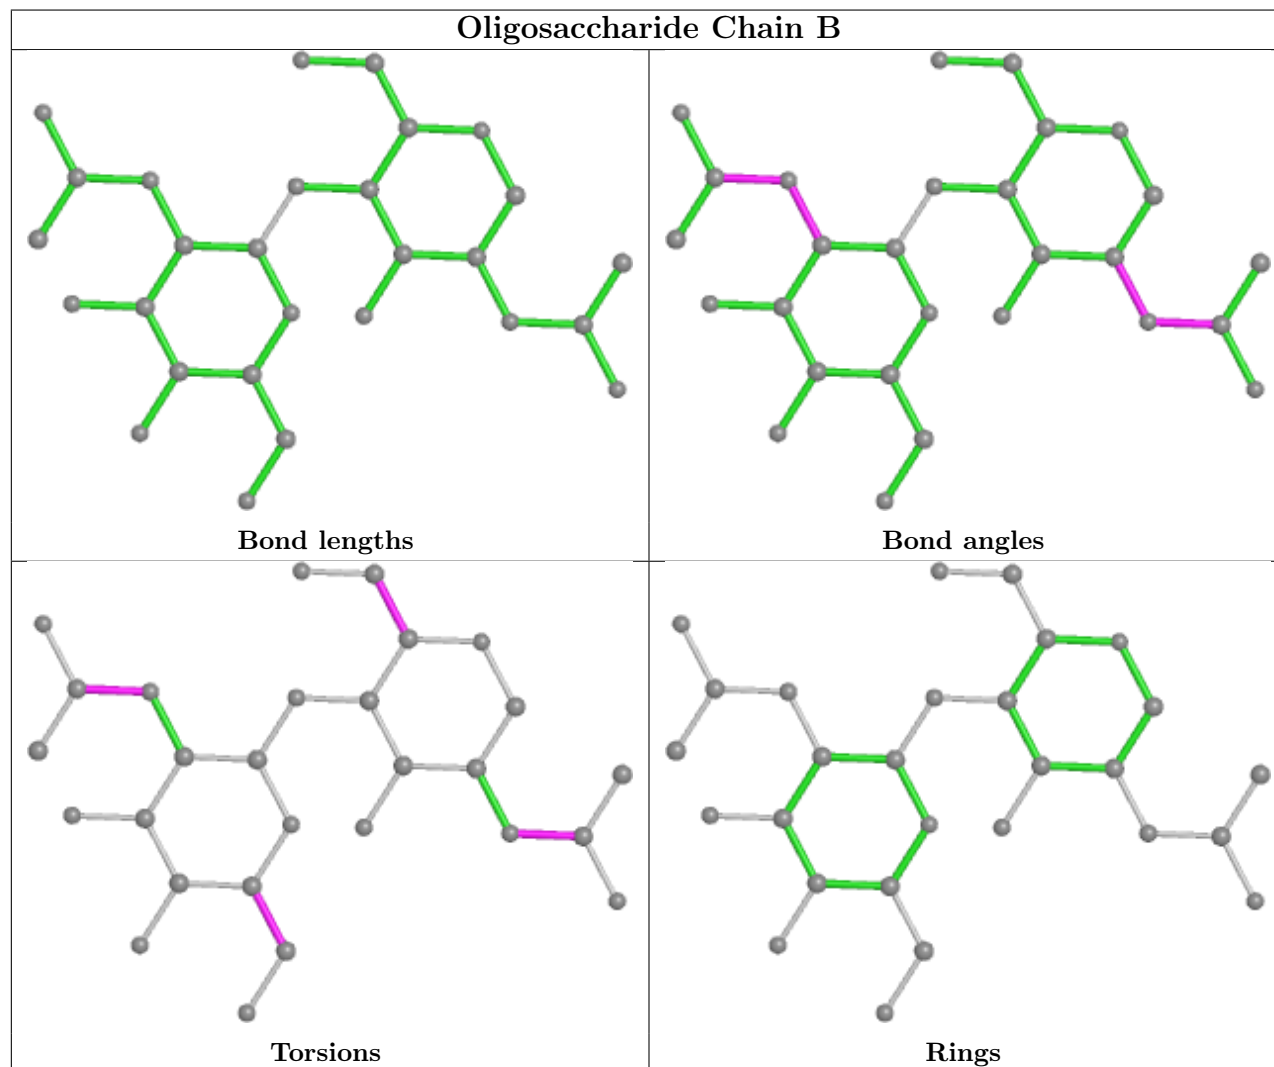 Oligosaccharide Chain B
Bond lengths
Bond angles
Torsions
Rings